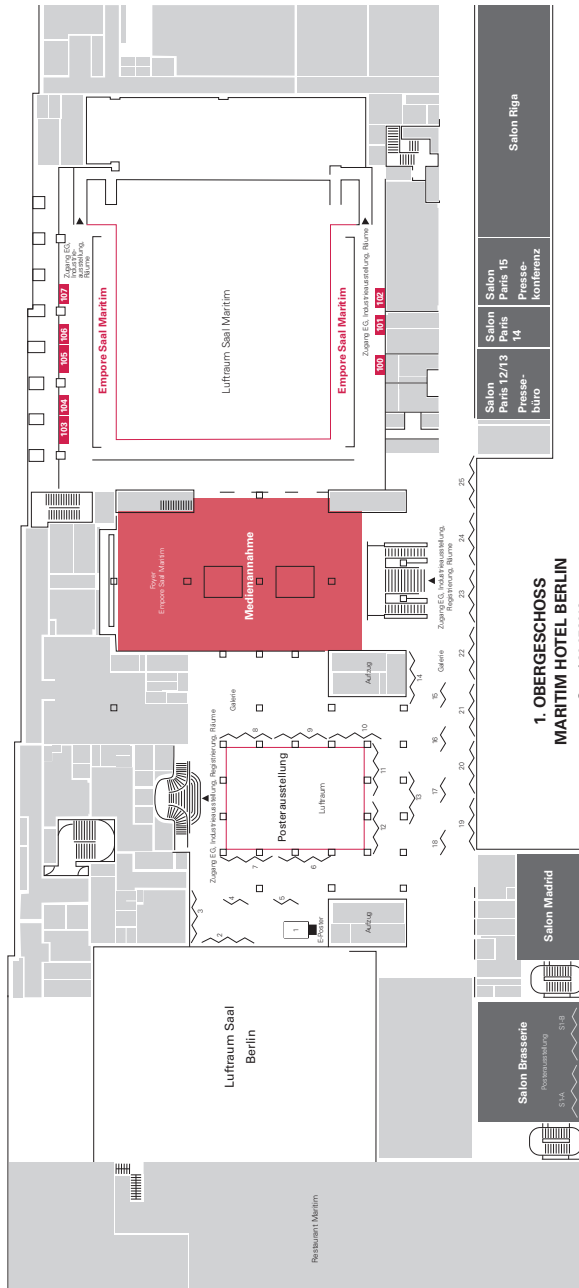 107
106
105
104
103
Zugang EG,
Industrie-
ausstellung,
Räume
Empore Saal Maritim
Luftraum Saal Maritim
Empore Saal Maritim
Zugang EG, Industrieausstellung, Räume
102
101
100
Salon Riga
Salon
Paris 15
Presse-
konferenz
Salon
Paris
14
Salon
Paris 12/13
Presse-
büro
Foyer
Empore Saal Maritim
Medienannahme
Zugang EG, Industrieausstellung,
Registrierung, Räume
Galerie
Aufzug
Galerie
Zugang EG, Industrieausstellung, Registrierung, Räume
Posterausstellung
Luftraum
1
2
3
4
5
6
7
8
9
10
11
12
13
14
15
16
17
18
19
20
21
22
23
24
25
E-Poster
Aufzug
Luftraum Saal
Berlin
Salon Madrid
Salon Brasserie
Posterausstellung
S1-A
S1-B
Restaurant Maritim
1. OBERGESCHOSS
MARITIM HOTEL BERLIN